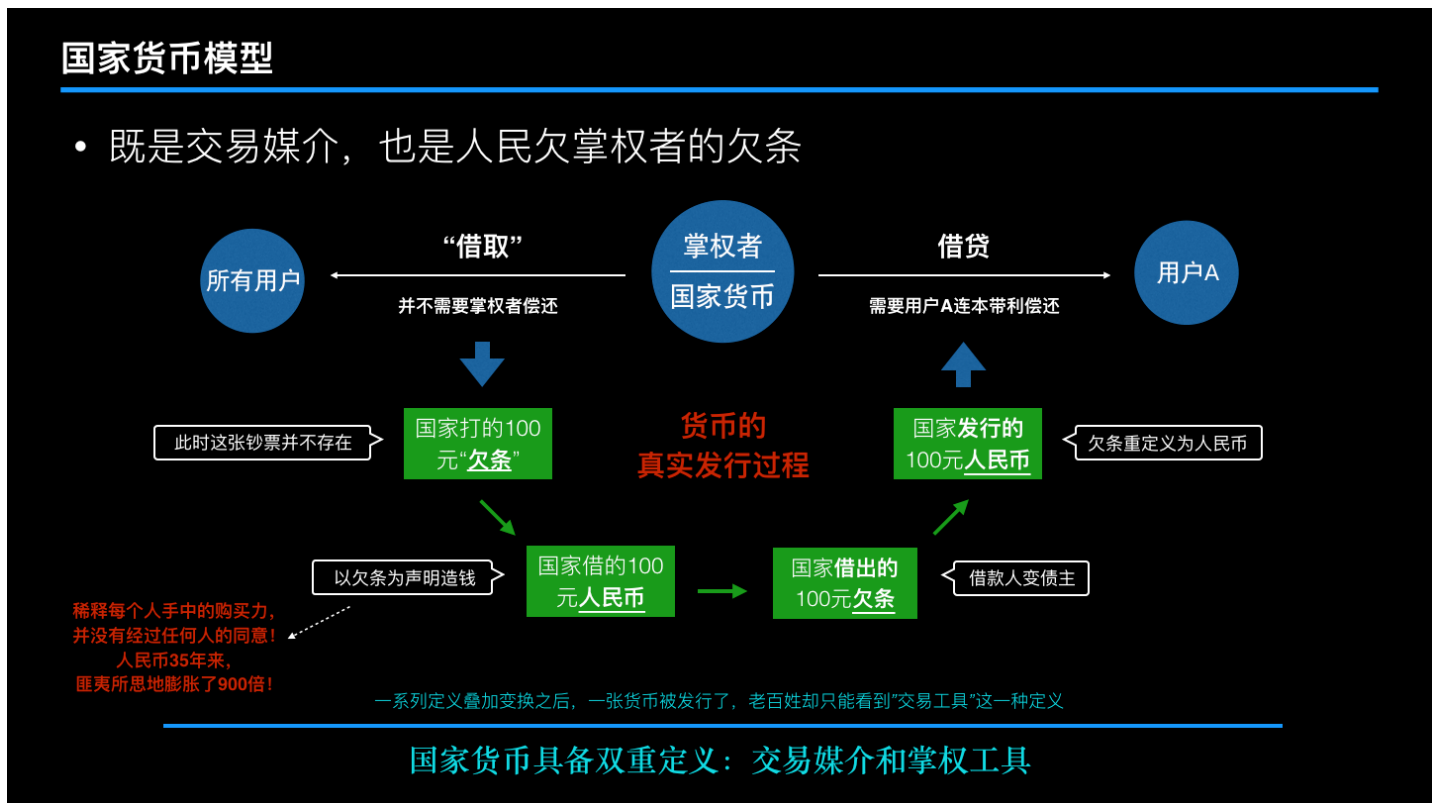 国家货币模型
• 既是交易媒介，也是人民欠掌权者的欠条
所有用户
“借取”
并不需要掌权者偿还
掌权者
国家货币
借贷
需要用户A连本带利偿还
用户A
此时这张钞票并不存在
国家打的100
元“欠条”
货币的
真实发行过程
国家发行的
100元人民币
欠条重定义为人民币
以欠条为声明造钱
国家借的100
元人民币
国家借出的
100元欠条
借款人变债主
稀释每个人手中的购买力，
并没有经过任何人的同意！
人民币35年来，
匪夷所思地膨胀了900倍！
一系列定义叠加变换之后，一张货币被发行了，老百姓却只能看到”交易工具”这一种定义
国家货币具备双重定义：交易媒介和掌权工具